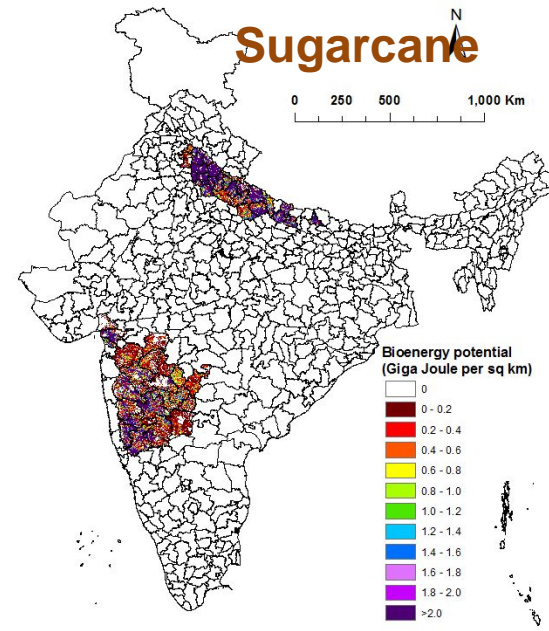 N
Sugarcane
0 250 500 1,000 Km
Bioenergy potential
(Giga Joule per sq km)
0
0 - 0.2
0.2 - 0.4
0.4 - 0.6
0.6 - 0.8
0.8 - 1.0
1.0 - 1.2
1.2 - 1.4
1.4 - 1.6
1.6 - 1.8
1.8 - 2.0
>2.0